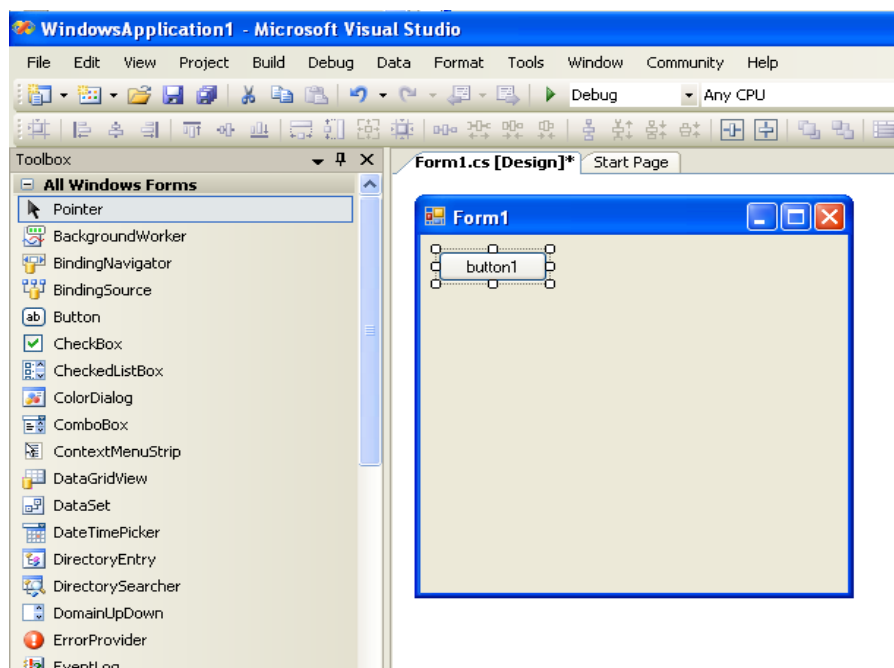 WindowsApplication1 - Microsoft Visual Studio
File Edit View Project Build Debug Data Format Tools Window Community Help
Debug Any CPU
Toolbox
Form1.cs [Design]* Start Page
All Windows Forms
Pointer
BackgroundWorker
BindingNavigator
BindingSource
ab Button
CheckBox
CheckedListBox
ColorDialog
ComboBox
ContextMenuStrip
DataGridView
DataSet
DateTimePicker
DirectoryEntry
DirectorySearcher
DomainUpDown
ErrorProvider
EventLog
Form1
button1